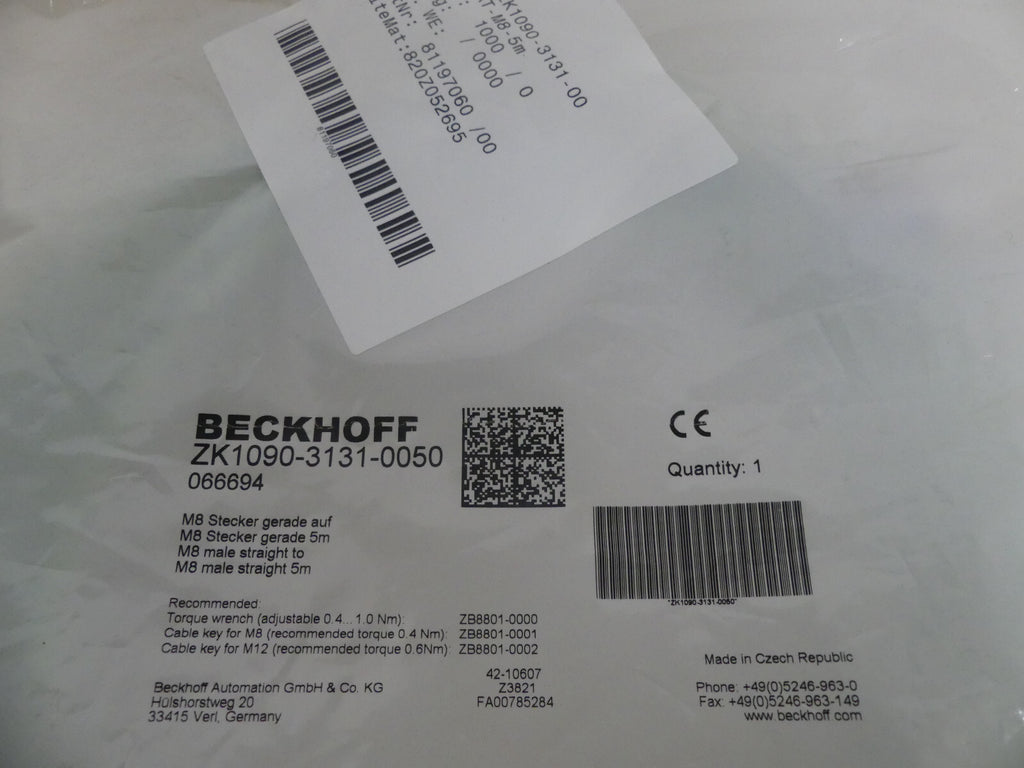 ZK1090-3131-00
M8-5m
1000 / 0
WE: / 0000
81197060 /00
iteMat:820Z052695
BECKHOFF
ZK1090-3131-0050
066694
M8 Stecker gerade auf
M8 Stecker gerade 5m
M8 male straight to
M8 male straight 5m
CE
Quantity: 1
*ZK1090-3131-0050*
Recommended:
Torque wrench (adjustable 0.4...1.0 Nm): ZB8801-0000
Cable key for M8 (recommended torque 0.4 Nm): ZB8801-0001
Cable key for M12 (recommended torque 0.6Nm): ZB8801-0002
Beckhoff Automation GmbH & Co. KG
Hülshorstweg 20
33415 Verl, Germany
42-10607
Z3821
FA00785284
Made in Czech Republic
Phone: +49(0)5246-963-0
Fax: +49(0)5246-963-149
www.beckhoff.com